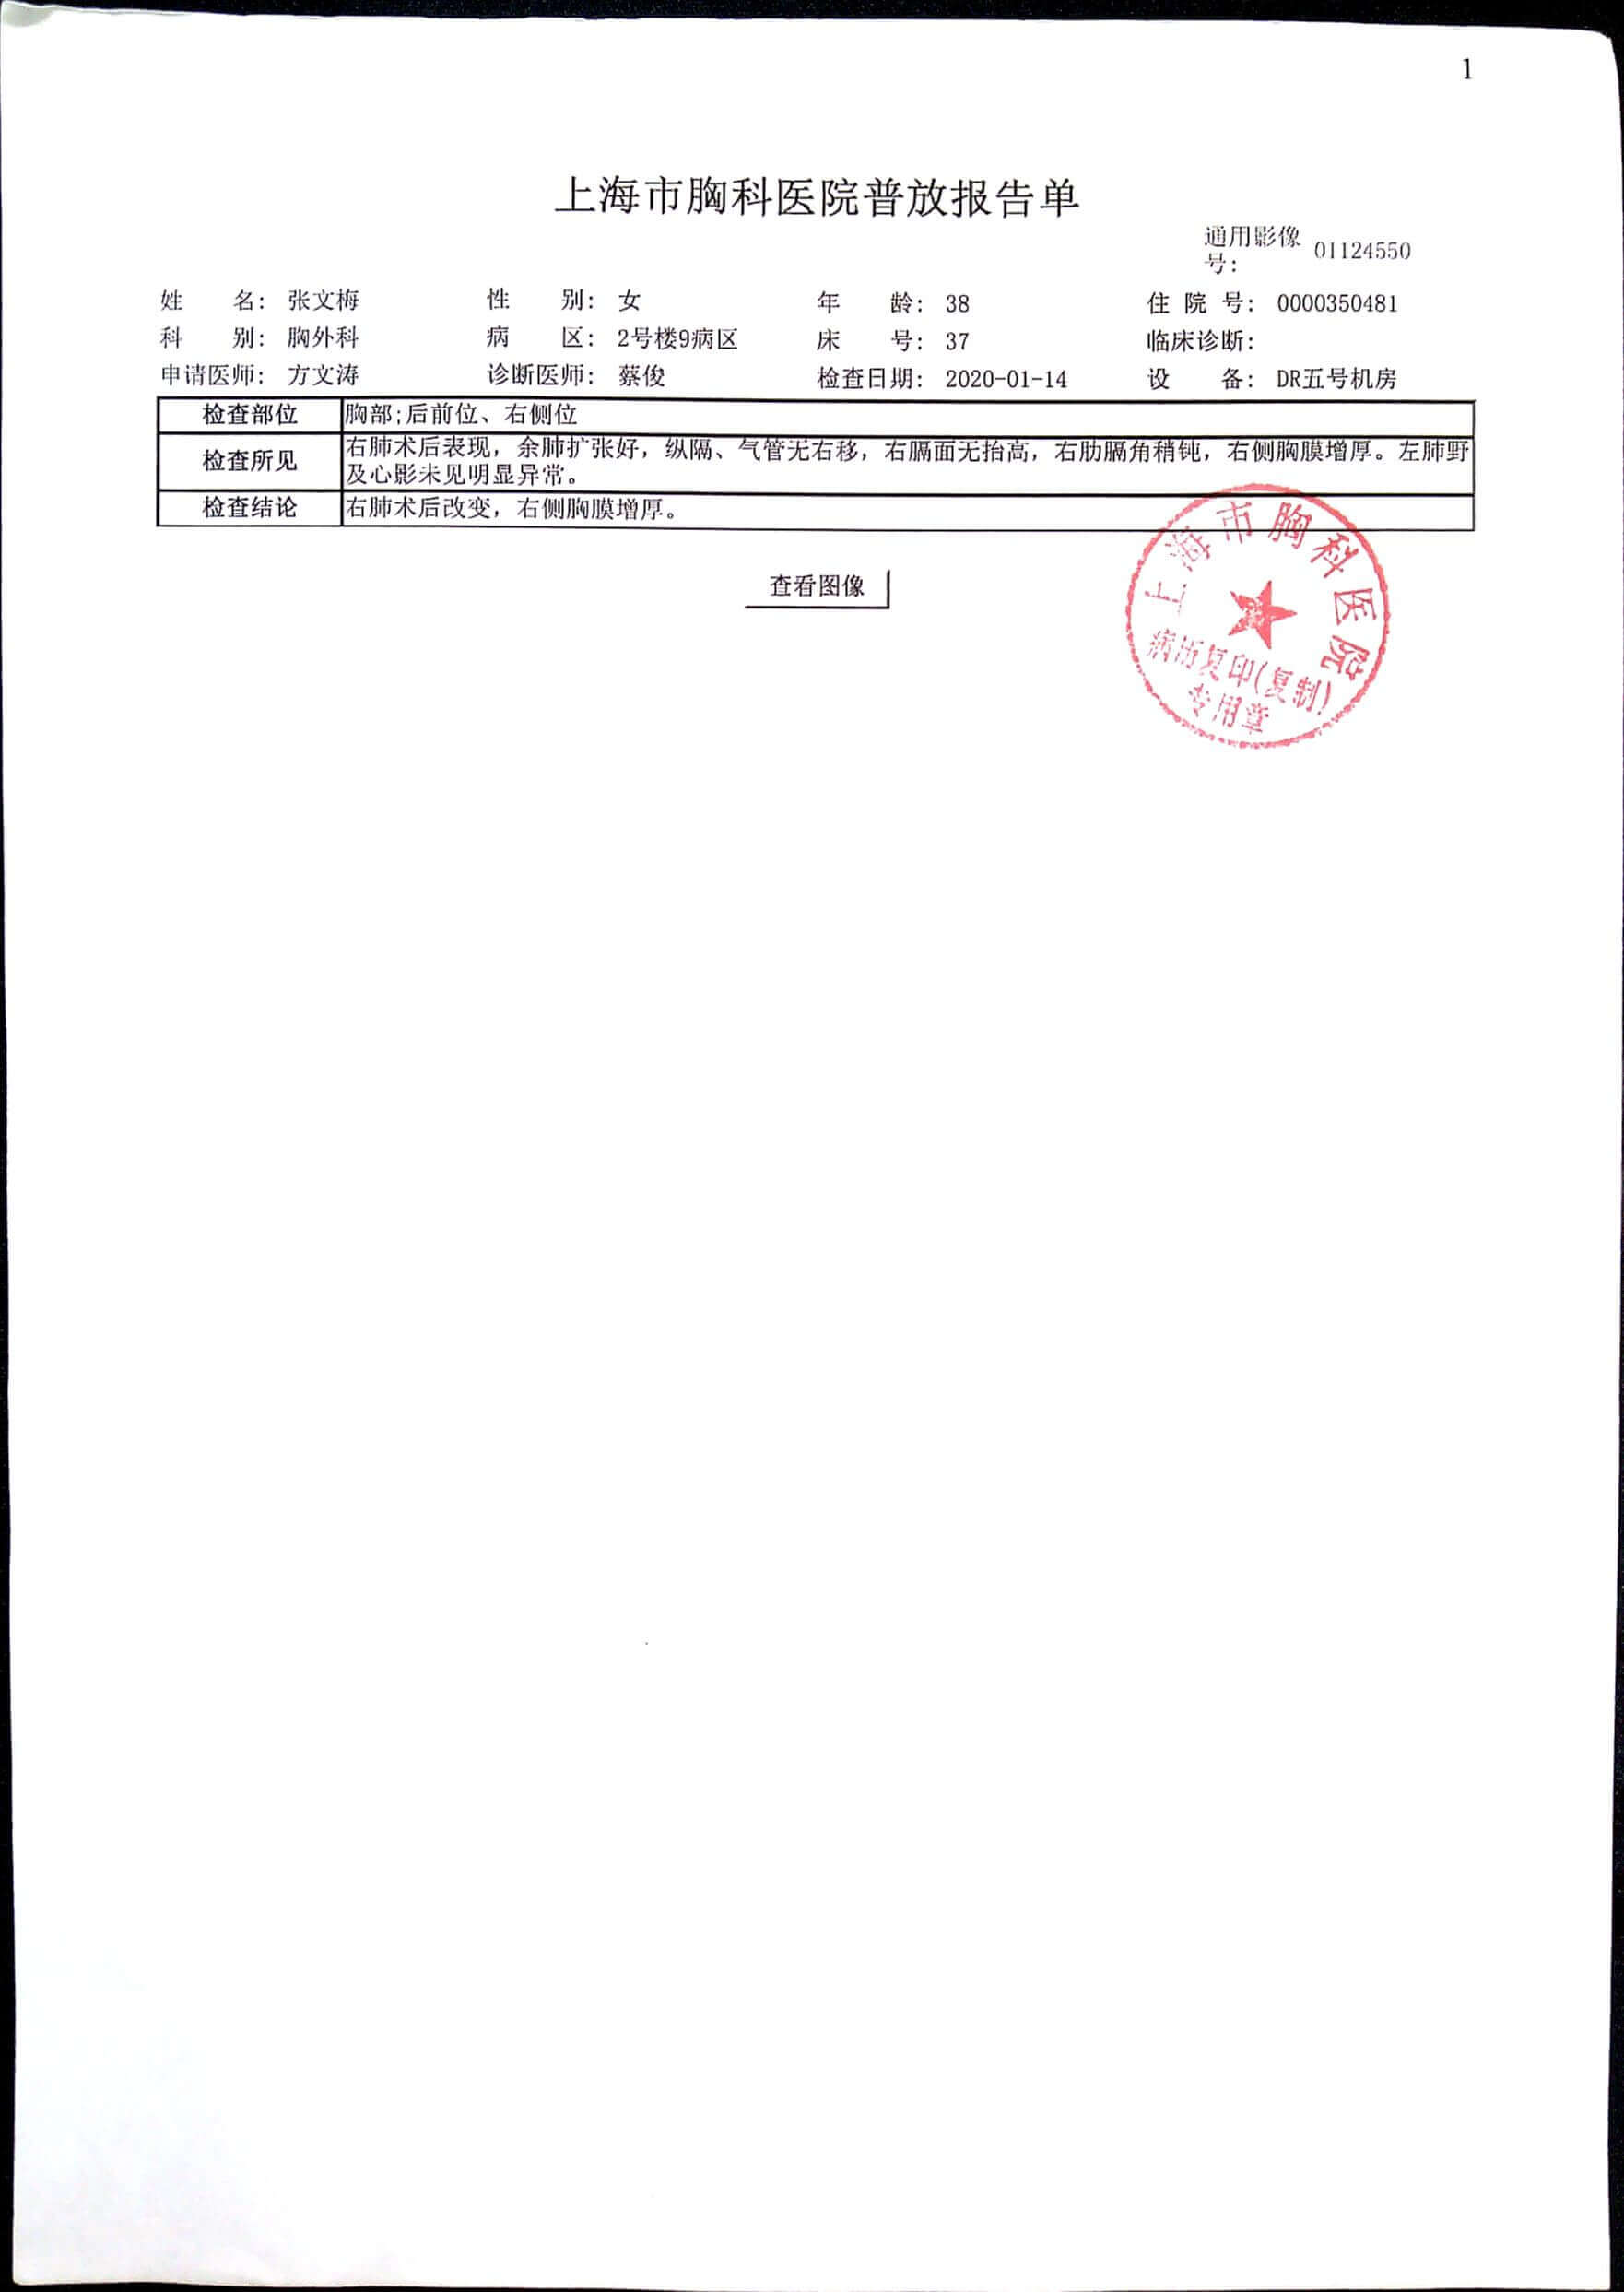 1
上海市胸科医院普放报告单
通用影像号: 01124550
姓 名: 张文梅 性 别: 女 年 龄: 38 住 院 号: 0000350481
科 别: 胸外科 病 区: 2号楼9病区 床 号: 37 临床诊断:
申请医师: 方文涛 诊断医师: 蔡俊 检查日期: 2020-01-14 设 备: DR五号机房
检查部位 胸部;后前位、右侧位
检查所见 右肺术后表现，余肺扩张好，纵隔、气管无右移，右膈面无抬高，右肋膈角稍钝，右侧胸膜增厚。左肺野
及心影未见明显异常。
检查结论 右肺术后改变，右侧胸膜增厚。
查看图像
上海市胸科医院
病历复印(复制)
专用章